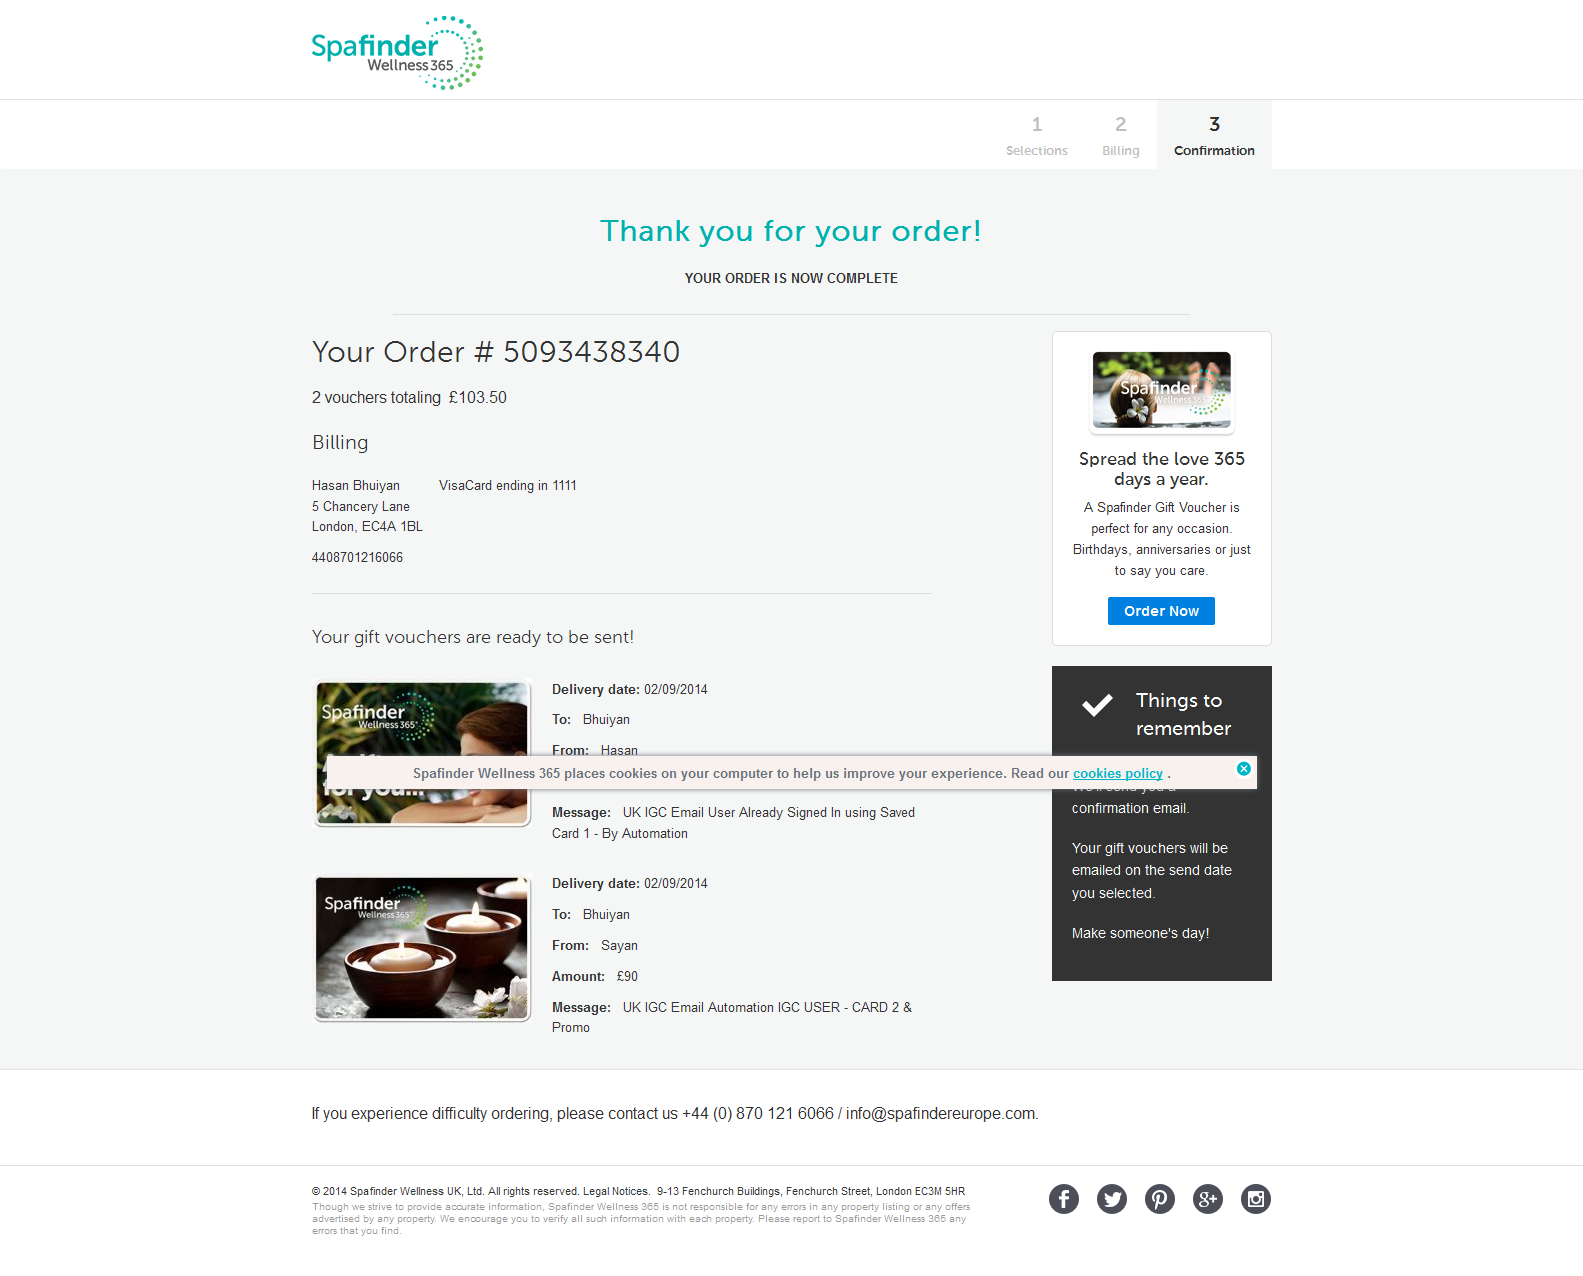 Spafinder
Wellness 365
1
Selections
2
Billing
3
Confirmation
Thank you for your order!
YOUR ORDER IS NOW COMPLETE
Your Order # 5093438340
2 vouchers totaling £103.50
Billing
Hasan Bhuiyan
5 Chancery Lane
London, EC4A 1BL
4408701216066
VisaCard ending in 1111
Your gift vouchers are ready to be sent!
Spafinder
Wellness 365
for you...
Delivery date: 02/09/2014
To: Bhuiyan
From: Hasan
Spafinder Wellness 365 places cookies on your computer to help us improve your experience. Read our cookies policy .
Message: UK IGC Email User Already Signed In using Saved
Card 1 - By Automation
Spafinder
Wellness 365
Delivery date: 02/09/2014
To: Bhuiyan
From: Sayan
Amount: £90
Message: UK IGC Email Automation IGC USER - CARD 2 &
Promo
Spafinder
Wellness 365
Spread the love 365
days a year.
A Spafinder Gift Voucher is
perfect for any occasion.
Birthdays, anniversaries or just
to say you care.
Order Now
Things to
remember
We'll send you a
confirmation email.
Your gift vouchers will be
emailed on the send date
you selected.
Make someone's day!
If you experience difficulty ordering, please contact us +44 (0) 870 121 6066 / info@spafindereurope.com.
© 2014 Spafinder Wellness UK, Ltd. All rights reserved. Legal Notices. 9-13 Fenchurch Buildings, Fenchurch Street, London EC3M 5HR
Though we strive to provide accurate information, Spafinder Wellness 365 is not responsible for any errors in any property listing or any offers
advertised by any property. We encourage you to verify all such information with each property. Please report to Spafinder Wellness 365 any
errors that you find.